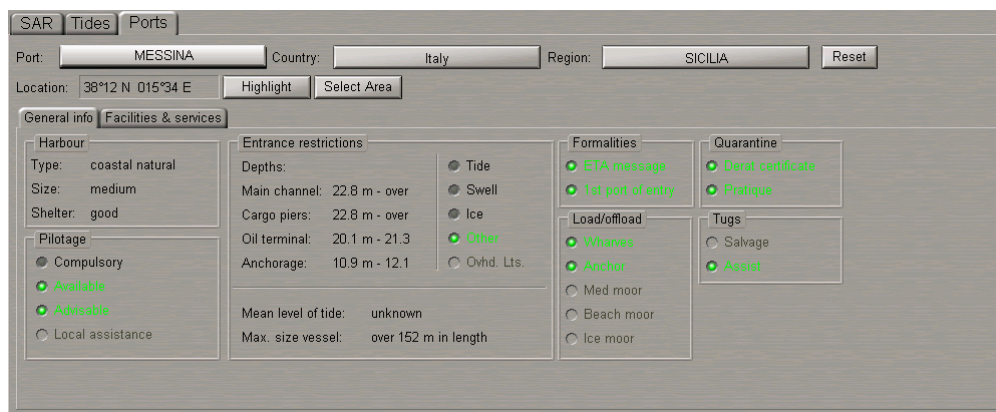 SAR Tides Ports
Port: MESSINA Country: Italy Region: SICILIA Reset
Location: 38°12 N 015°34 E Highlight Select Area
General info Facilities & services
Harbour
Type: coastal natural
Size: medium
Shelter: good
Pilotage
Compulsory
Available
Advisable
Local assistance
Entrance restrictions
Depths:
Main channel: 22.8 m - over
Cargo piers: 22.8 m - over
Oil terminal: 20.1 m - 21.3
Anchorage: 10.9 m - 12.1
Tide
Swell
Ice
Other
Ovhd. Lts.
Mean level of tide: unknown
Max. size vessel: over 152 m in length
Formalities
ETA message
1st port of entry
Load/offload
Wharves
Anchor
Med moor
Beach moor
Ice moor
Quarantine
Derat certificate
Pratique
Tugs
Salvage
Assist